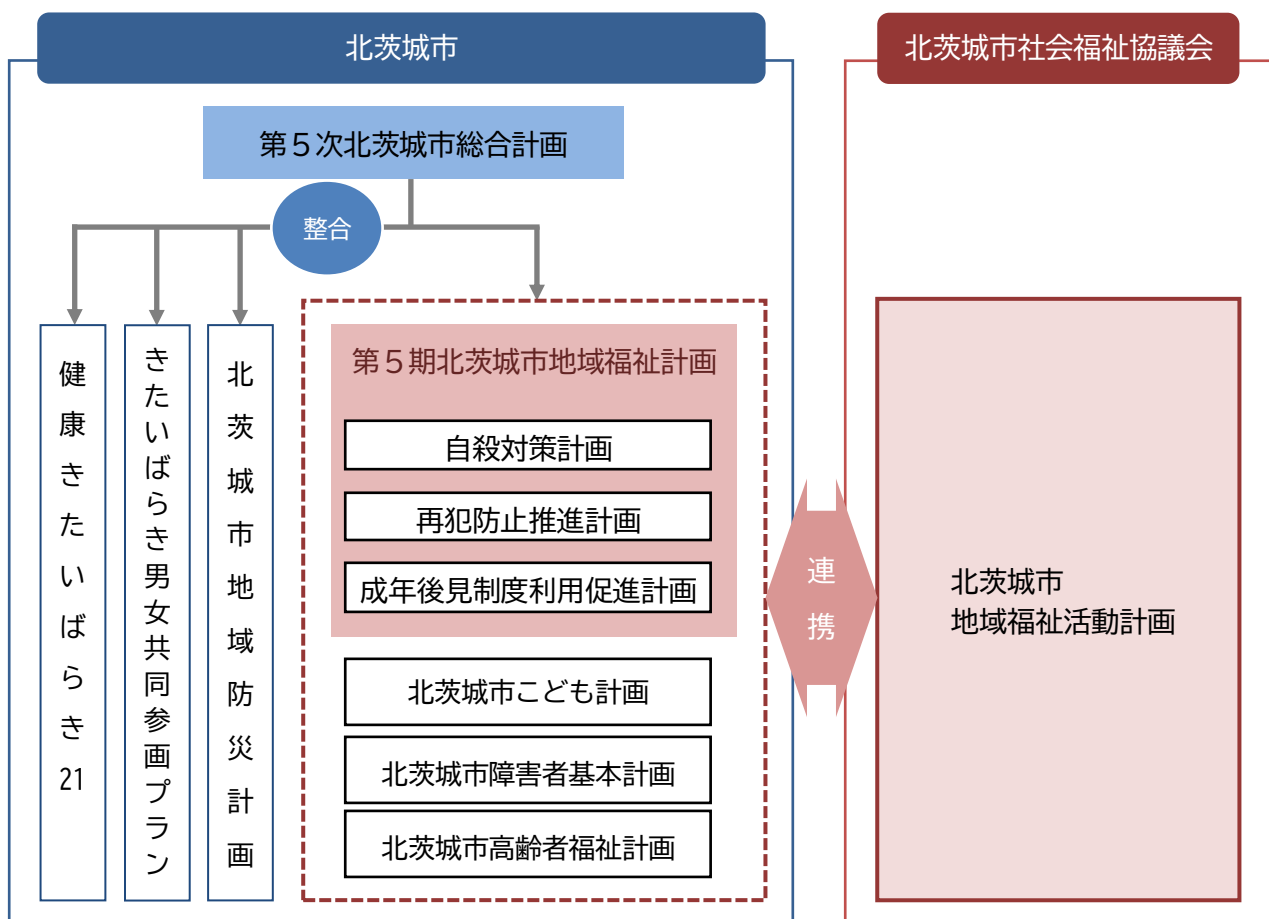 北茨城市
北茨城市社会福祉協議会
第５次北茨城市総合計画
整合
健康きたいばらき21
きたいばらき男女共同参画プラン
北茨城市地域防災計画
第５期北茨城市地域福祉計画
自殺対策計画
再犯防止推進計画
成年後見制度利用促進計画
北茨城市こども計画
北茨城市障害者基本計画
北茨城市高齢者福祉計画
連携
北茨城市
地域福祉活動計画